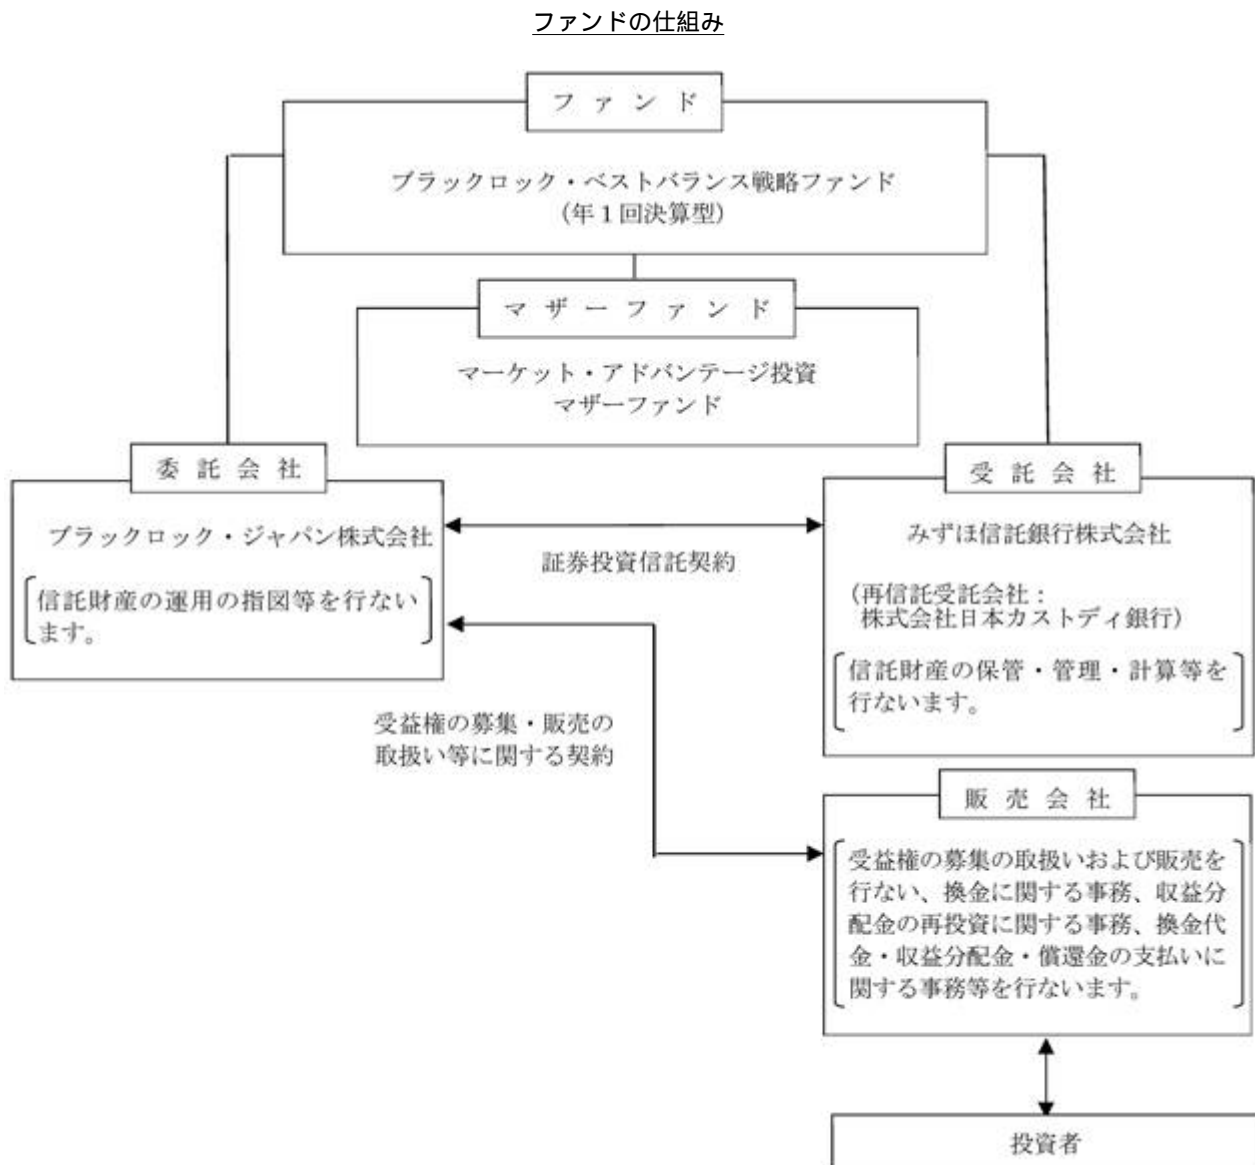 ファンドの仕組み
ファンド
ブラックロック・ベストバランス戦略ファンド
（年１回決算型）
マザーファンド
マーケット・アドバンテージ投資
マザーファンド
委託会社
ブラックロック・ジャパン株式会社
信託財産の運用の指図等を行ない
ます。
証券投資信託契約
受託会社
みずほ信託銀行株式会社
（再信託受託会社：
株式会社日本カストディ銀行）
信託財産の保管・管理・計算等を
行ないます。
受益権の募集・販売の
取扱い等に関する契約
販売会社
受益権の募集の取扱いおよび販売を
行ない、換金に関する事務、収益分
配金の再投資に関する事務、換金代
金・収益分配金・償還金の支払いに
関する事務等を行ないます。
投資者